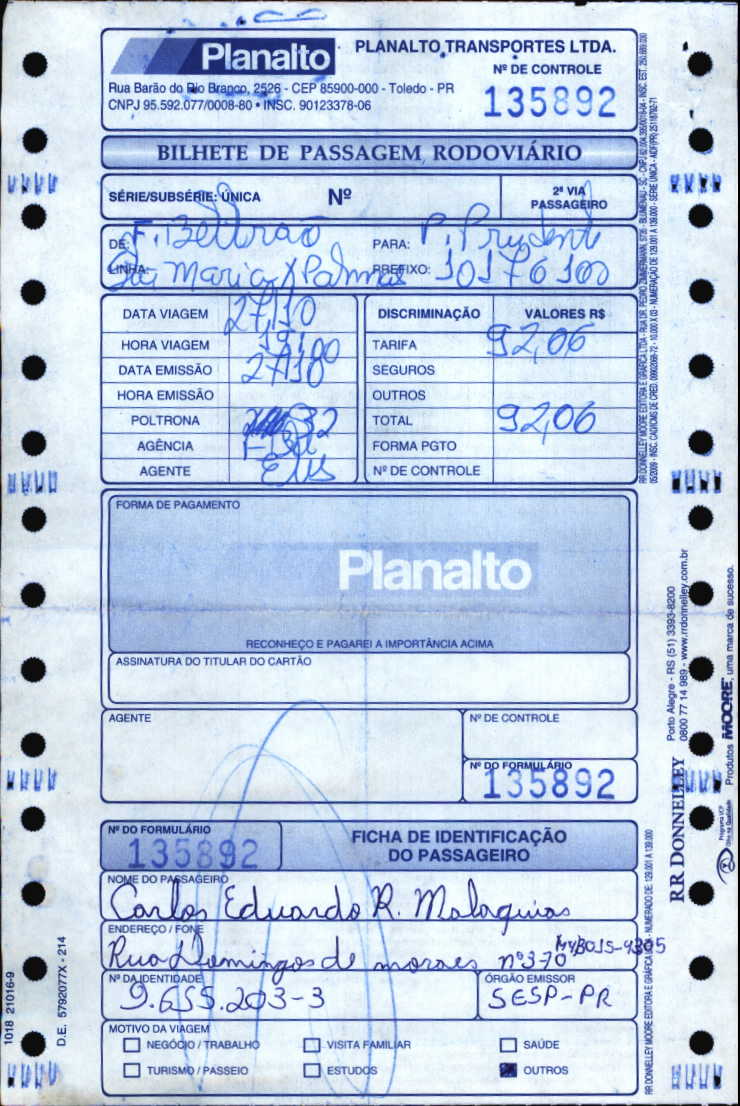 Planalto
PLANALTO TRANSPORTES LTDA.
Nº DE CONTROLE
135892
Rua Barão do Rio Branco, 2526 - CEP 85900-000 - Toledo - PR
CNPJ 95.592.077/0008-80 • INSC. 90123378-06
BILHETE DE PASSAGEM RODOVIÁRIO
SÉRIE/SUBSÉRIE: ÚNICA Nº 2ª VIA
PASSAGEIRO
DE: F. Beltrão PARA: P. Prudente
LINHA: Sta Maria X Palmas PREFIXO: 10176100
DATA VIAGEM 27/10 DISCRIMINAÇÃO VALORES R$
HORA VIAGEM 19:00 TARIFA 92,06
DATA EMISSÃO 27/10 SEGUROS
HORA EMISSÃO OUTROS
POLTRONA 32 TOTAL 92,06
AGÊNCIA FORMA PGTO
AGENTE Nº DE CONTROLE
FORMA DE PAGAMENTO
Planalto
RECONHEÇO E PAGAREI A IMPORTÂNCIA ACIMA
ASSINATURA DO TITULAR DO CARTÃO
AGENTE Nº DE CONTROLE
Nº DO FORMULÁRIO
135892
Nº DO FORMULÁRIO
135892
FICHA DE IDENTIFICAÇÃO
DO PASSAGEIRO
NOME DO PASSAGEIRO
Carlos Eduardo R. Malaquias
ENDEREÇO / FONE
Rua Domingos de moraes nº 370
Nº DA IDENTIDADE ÓRGÃO EMISSOR
9.655.203-3 SESP-PR
MOTIVO DA VIAGEM
NEGÓCIO / TRABALHO VISITA FAMILIAR SAÚDE
TURISMO / PASSEIO ESTUDOS OUTROS
1018 21016-9
D.E. 5792077X - 214
RR DONNELLEY
Porto Alegre - RS (51) 3393-8200
0800 77 14 989 - www.rrdonnelley.com.br
Produtos MOORE, uma marca de sucesso.